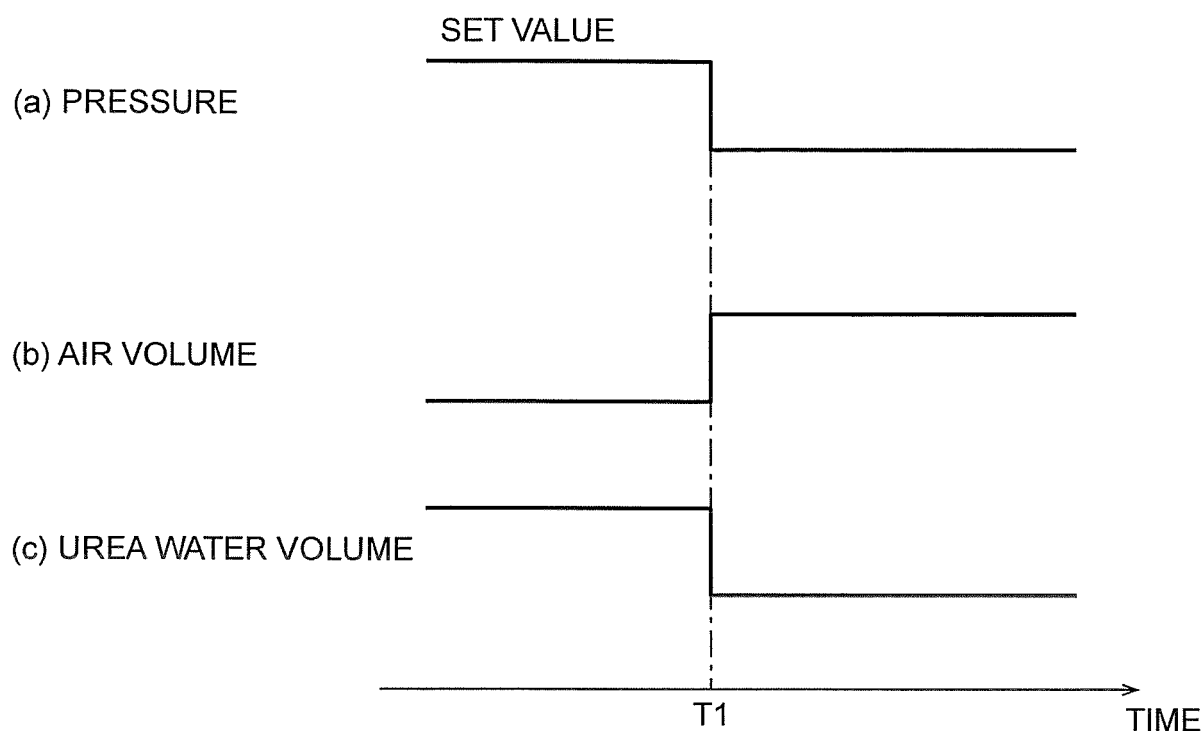 SET VALUE
(a) PRESSURE
(b) AIR VOLUME
(c) UREA WATER VOLUME
T1
TIME